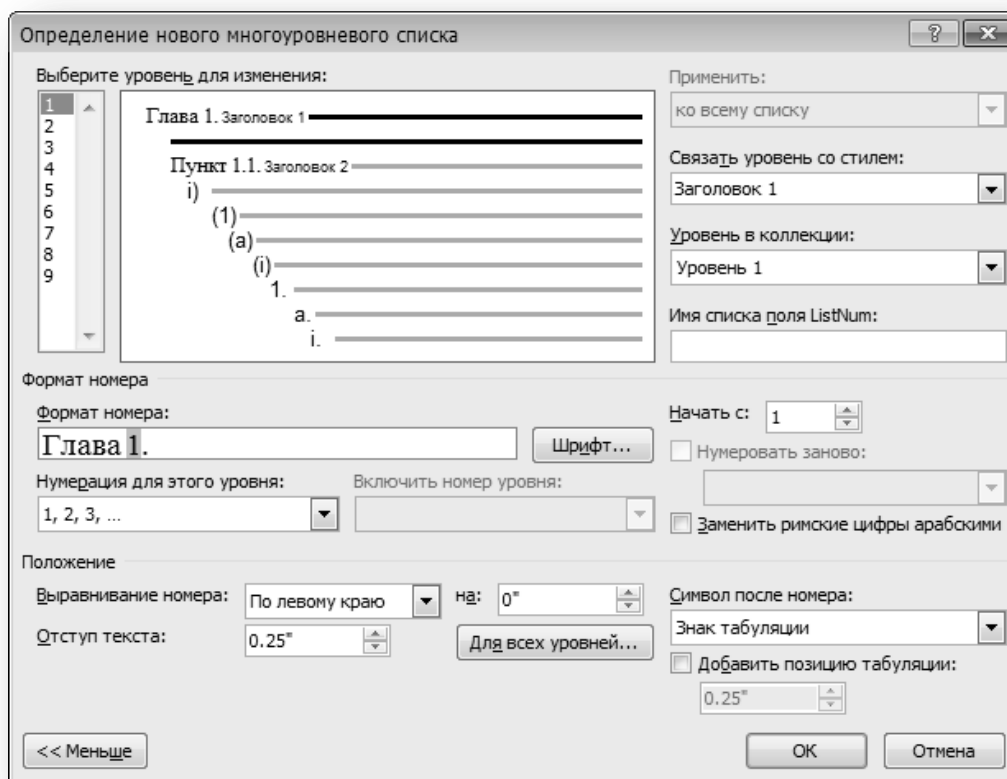 Определение нового многоуровневого списка
Выберите уровень для изменения:
1
2
3
4
5
6
7
8
9
Глава 1. Заголовок 1
Пункт 1.1. Заголовок 2
i)
(1)
(a)
(i)
1.
a.
i.
Применить:
ко всему списку
Связать уровень со стилем:
Заголовок 1
Уровень в коллекции:
Уровень 1
Имя списка поля ListNum:
Формат номера
Формат номера:
Глава 1.
Шрифт...
Начать с: 1
Нумеровать заново:
Нумерация для этого уровня:
1, 2, 3, ...
Включить номер уровня:
Заменить римские цифры арабскими
Положение
Выравнивание номера: По левому краю на: 0"
Отступ текста: 0.25" Для всех уровней...
Символ после номера:
Знак табуляции
Добавить позицию табуляции:
0.25"
<< Меньше
ОК
Отмена